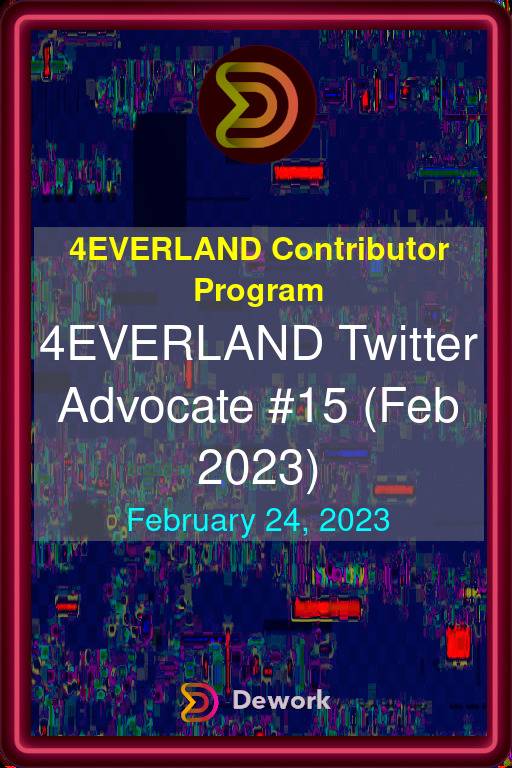 4EVERLAND Contributor
Program
4EVERLAND Twitter
Advocate #15 (Feb
2023)
February 24, 2023
Dework